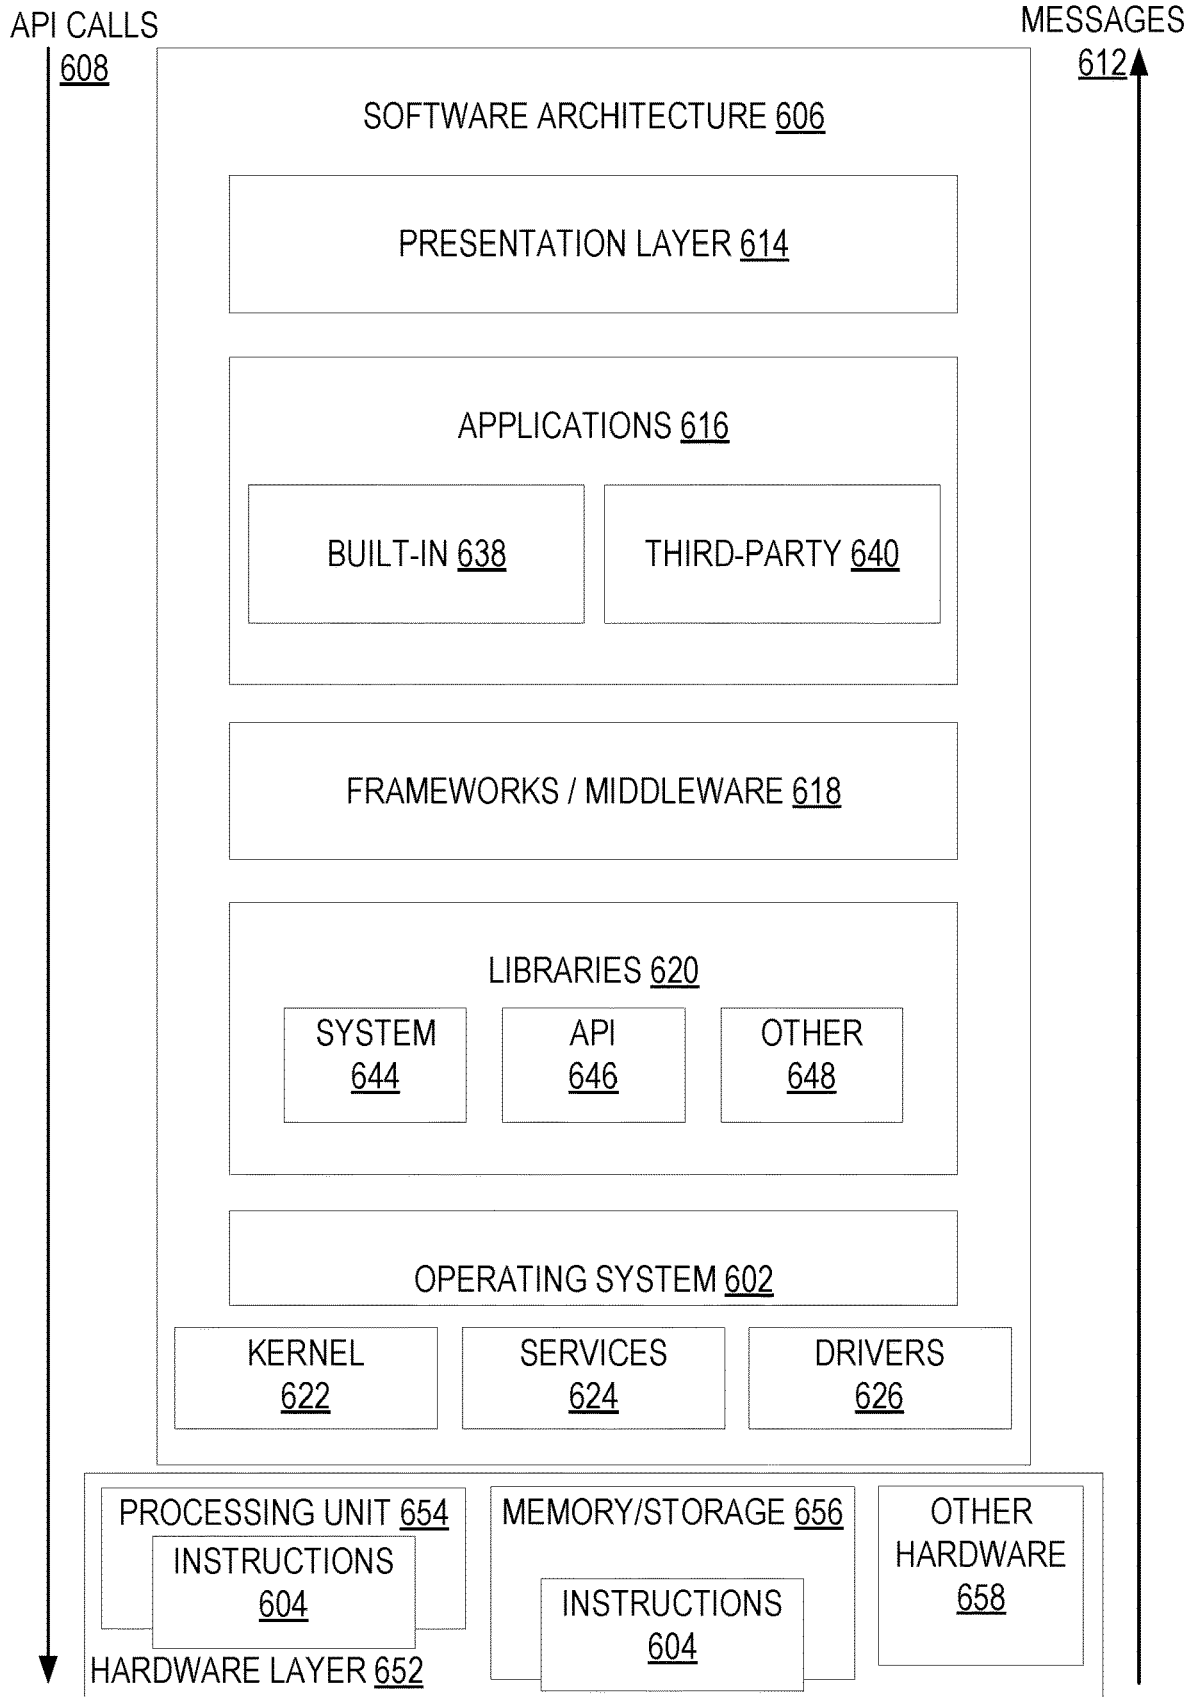 API CALLS
608
MESSAGES
612
SOFTWARE ARCHITECTURE 606
PRESENTATION LAYER 614
APPLICATIONS 616
BUILT-IN 638
THIRD-PARTY 640
FRAMEWORKS / MIDDLEWARE 618
LIBRARIES 620
SYSTEM
644
API
646
OTHER
648
OPERATING SYSTEM 602
KERNEL
622
SERVICES
624
DRIVERS
626
PROCESSING UNIT 654
INSTRUCTIONS
604
MEMORY/STORAGE 656
INSTRUCTIONS
604
OTHER
HARDWARE
658
HARDWARE LAYER 652